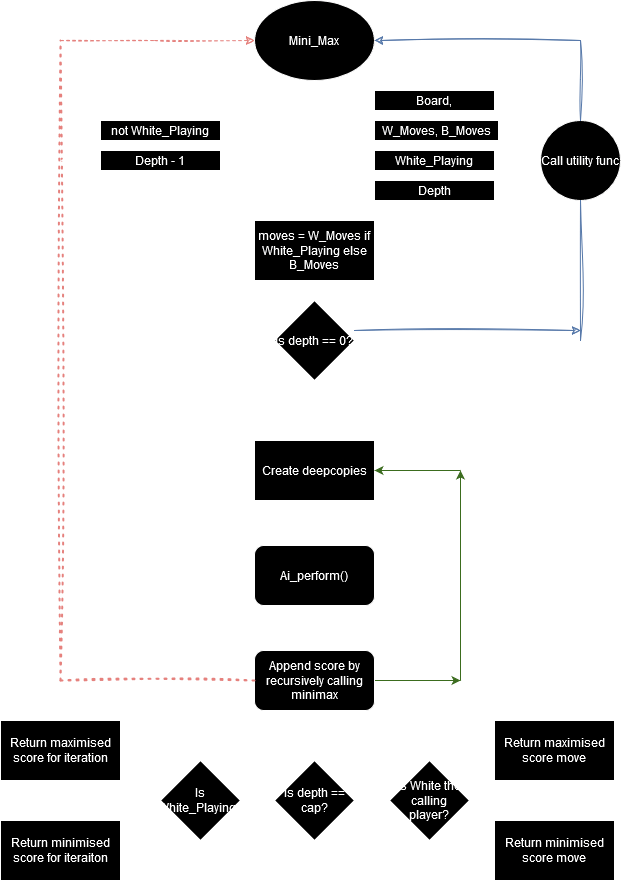 Mini_Max
not White_Playing
Depth - 1
Board,
W_Moves, B_Moves
White_Playing
Depth
Call utility func
moves = W_Moves if
White_Playing else
B_Moves
is depth == 0?
Create deepcopies
Ai_perform()
Append score by
recursively calling
minimax
Return maximised
score for iteration
Return minimised
score for iteraiton
Is
White_Playing
Is depth ==
cap?
Is White the
calling
player?
Return maximised
score move
Return minimised
score move